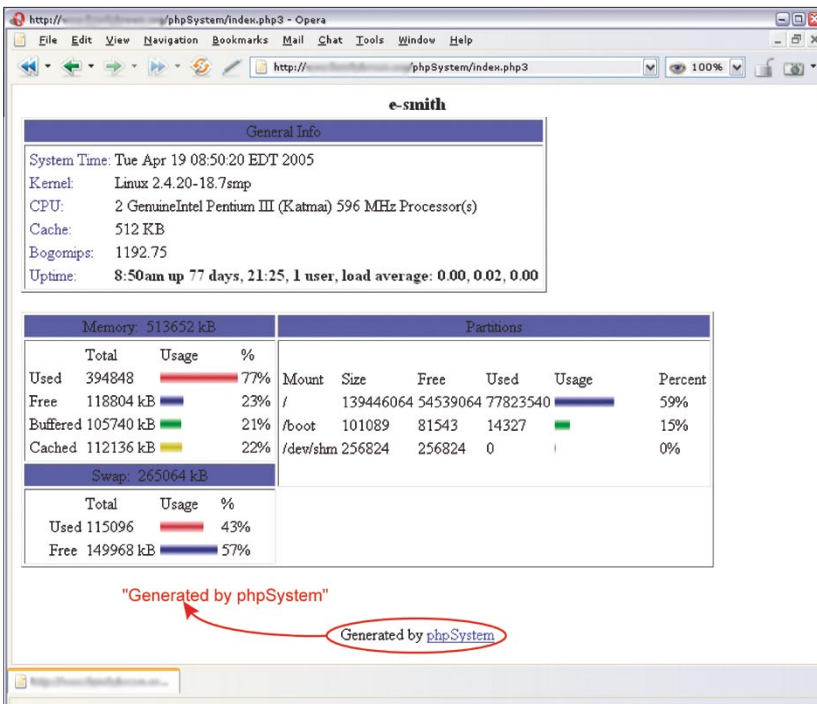 http:// /phpSystem/index.php3 - Opera
File Edit View Navigation Bookmarks Mail Chat Tools Window Help
http:// /phpSystem/index.php3 100%
e-smith
General Info
System Time: Tue Apr 19 08:50:20 EDT 2005
Kernel: Linux 2.4.20-18.7smp
CPU: 2 GenuineIntel Pentium III (Katmai) 596 MHz Processor(s)
Cache: 512 KB
Bogomips: 1192.75
Uptime: 8:50am up 77 days, 21:25, 1 user, load average: 0.00, 0.02, 0.00
Memory: 513652 kB
Total Usage %
Used 394848 77%
Free 118804 kB 23%
Buffered 105740 kB 21%
Cached 112136 kB 22%
Swap: 265064 kB
Total Usage %
Used 115096 43%
Free 149968 kB 57%
Partitions
Mount Size Free Used Usage Percent
/ 139446064 54539064 77823540 59%
/boot 101089 81543 14327 15%
/dev/shm 256824 256824 0 0%
"Generated by phpSystem"
Generated by phpSystem